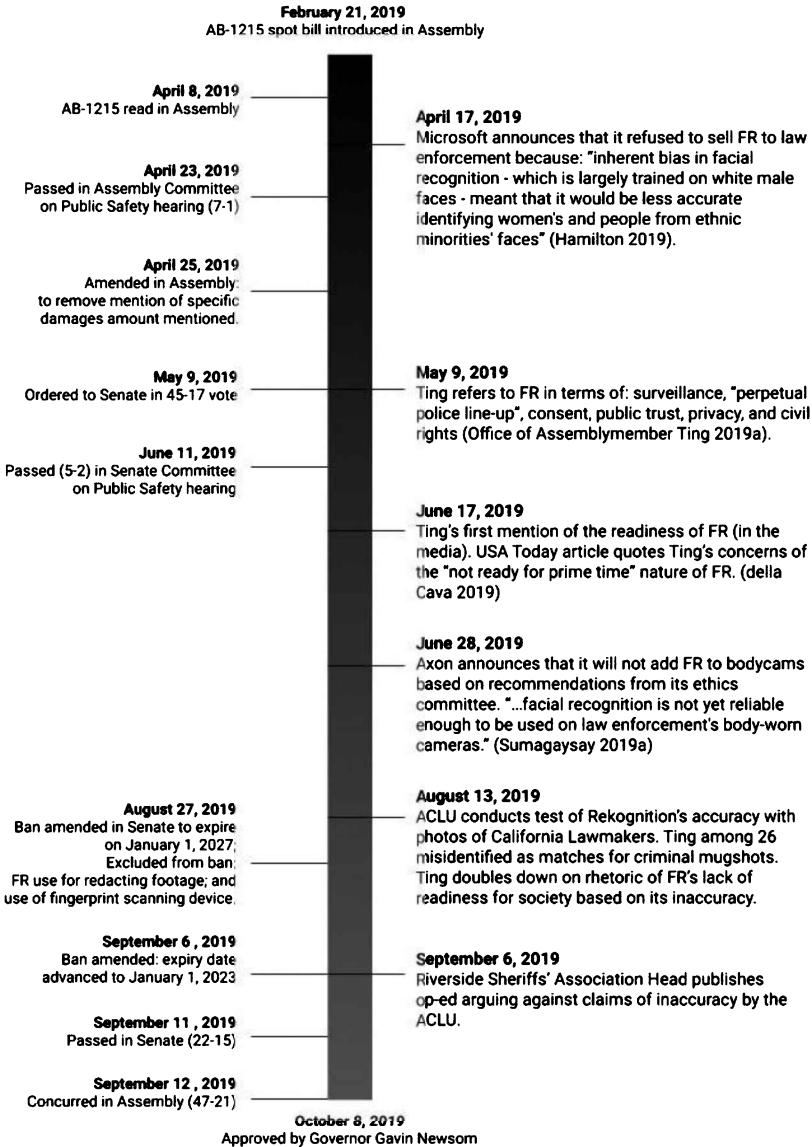 February 21, 2019
AB-1215 spot bill introduced in Assembly
April 8, 2019
AB-1215 read in Assembly
April 17, 2019
Microsoft announces that it refused to sell FR to law
enforcement because: "inherent bias in facial
recognition - which is largely trained on white male
faces - meant that it would be less accurate
identifying women's and people from ethnic
minorities' faces" (Hamilton 2019).
April 23, 2019
Passed in Assembly Committee
on Public Safety hearing (7-1)
April 25, 2019
Amended in Assembly:
to remove mention of specific
damages amount mentioned.
May 9, 2019
Ordered to Senate in 45-17 vote
May 9, 2019
Ting refers to FR in terms of: surveillance, "perpetual
police line-up", consent, public trust, privacy, and civil
rights (Office of Assemblymember Ting 2019a).
June 11, 2019
Passed (5-2) in Senate Committee
on Public Safety hearing
June 17, 2019
Ting's first mention of the readiness of FR (in the
media). USA Today article quotes Ting's concerns of
the "not ready for prime time" nature of FR. (della
Cava 2019)
June 28, 2019
Axon announces that it will not add FR to bodycams
based on recommendations from its ethics
committee. "...facial recognition is not yet reliable
enough to be used on law enforcement's body-worn
cameras." (Sumagaysay 2019a)
August 13, 2019
ACLU conducts test of Rekognition's accuracy with
photos of California Lawmakers. Ting among 26
misidentified as matches for criminal mugshots.
Ting doubles down on rhetoric of FR's lack of
readiness for society based on its inaccuracy.
August 27, 2019
Ban amended in Senate to expire
on January 1, 2027;
Excluded from ban:
FR use for redacting footage; and
use of fingerprint scanning device.
September 6 , 2019
Ban amended: expiry date
advanced to January 1, 2023
September 6, 2019
Riverside Sheriffs' Association Head publishes
op-ed arguing against claims of inaccuracy by the
ACLU.
September 11 , 2019
Passed in Senate (22-15)
September 12 , 2019
Concurred in Assembly (47-21)
October 8, 2019
Approved by Governor Gavin Newsom